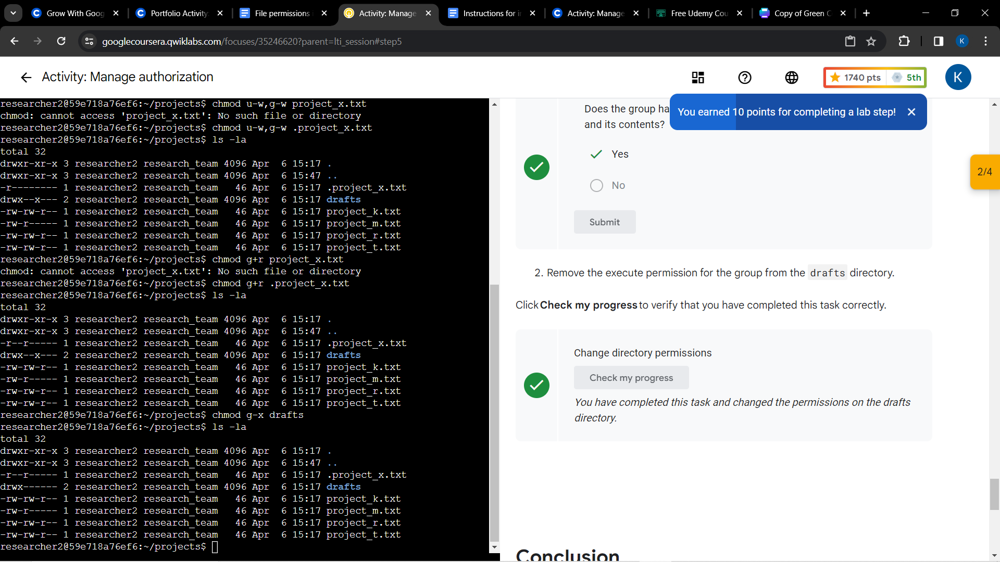 Grow With Goog
Portfolio Activity:
File permissions i
Activity: Manage
Instructions for in
Activity: Manage
Free Udemy Cou
Copy of Green C
googlecoursera.qwiklabs.com/focuses/35246620?parent=lti_session#step5
K
Activity: Manage authorization
1740 pts
5th
K
researcher2@59e718a76ef6:~/projects$ chmod u-w,g-w project_x.txt
chmod: cannot access 'project_x.txt': No such file or directory
researcher2@59e718a76ef6:~/projects$ chmod u-w,g-w .project_x.txt
researcher2@59e718a76ef6:~/projects$ ls -la
total 32
drwxr-xr-x 3 researcher2 research_team 4096 Apr  6 15:17 .
drwxr-xr-x 3 researcher2 research_team 4096 Apr  6 15:47 ..
-r-------- 1 researcher2 research_team   46 Apr  6 15:17 .project_x.txt
drwx--x--- 2 researcher2 research_team 4096 Apr  6 15:17 drafts
-rw-rw-r-- 1 researcher2 research_team   46 Apr  6 15:17 project_k.txt
-rw-r----- 1 researcher2 research_team   46 Apr  6 15:17 project_m.txt
-rw-rw-r-- 1 researcher2 research_team   46 Apr  6 15:17 project_r.txt
-rw-rw-r-- 1 researcher2 research_team   46 Apr  6 15:17 project_t.txt
researcher2@59e718a76ef6:~/projects$ chmod g+r project_x.txt
chmod: cannot access 'project_x.txt': No such file or directory
researcher2@59e718a76ef6:~/projects$ chmod g+r .project_x.txt
researcher2@59e718a76ef6:~/projects$ ls -la
total 32
drwxr-xr-x 3 researcher2 research_team 4096 Apr  6 15:17 .
drwxr-xr-x 3 researcher2 research_team 4096 Apr  6 15:47 ..
-r--r----- 1 researcher2 research_team   46 Apr  6 15:17 .project_x.txt
drwx--x--- 2 researcher2 research_team 4096 Apr  6 15:17 drafts
-rw-rw-r-- 1 researcher2 research_team   46 Apr  6 15:17 project_k.txt
-rw-r----- 1 researcher2 research_team   46 Apr  6 15:17 project_m.txt
-rw-rw-r-- 1 researcher2 research_team   46 Apr  6 15:17 project_r.txt
-rw-rw-r-- 1 researcher2 research_team   46 Apr  6 15:17 project_t.txt
researcher2@59e718a76ef6:~/projects$ chmod g-x drafts
researcher2@59e718a76ef6:~/projects$ ls -la
total 32
drwxr-xr-x 3 researcher2 research_team 4096 Apr  6 15:17 .
drwxr-xr-x 3 researcher2 research_team 4096 Apr  6 15:47 ..
-r--r----- 1 researcher2 research_team   46 Apr  6 15:17 .project_x.txt
drwx------ 2 researcher2 research_team 4096 Apr  6 15:17 drafts
-rw-rw-r-- 1 researcher2 research_team   46 Apr  6 15:17 project_k.txt
-rw-r----- 1 researcher2 research_team   46 Apr  6 15:17 project_m.txt
-rw-rw-r-- 1 researcher2 research_team   46 Apr  6 15:17 project_r.txt
-rw-rw-r-- 1 researcher2 research_team   46 Apr  6 15:17 project_t.txt
researcher2@59e718a76ef6:~/projects$
Does the group ha
and its contents?
You earned 10 points for completing a lab step!
Yes
No
2/4
Submit
2. Remove the execute permission for the group from the drafts directory.
Click Check my progress to verify that you have completed this task correctly.
Change directory permissions
Check my progress
You have completed this task and changed the permissions on the drafts
directory.
Conclusion